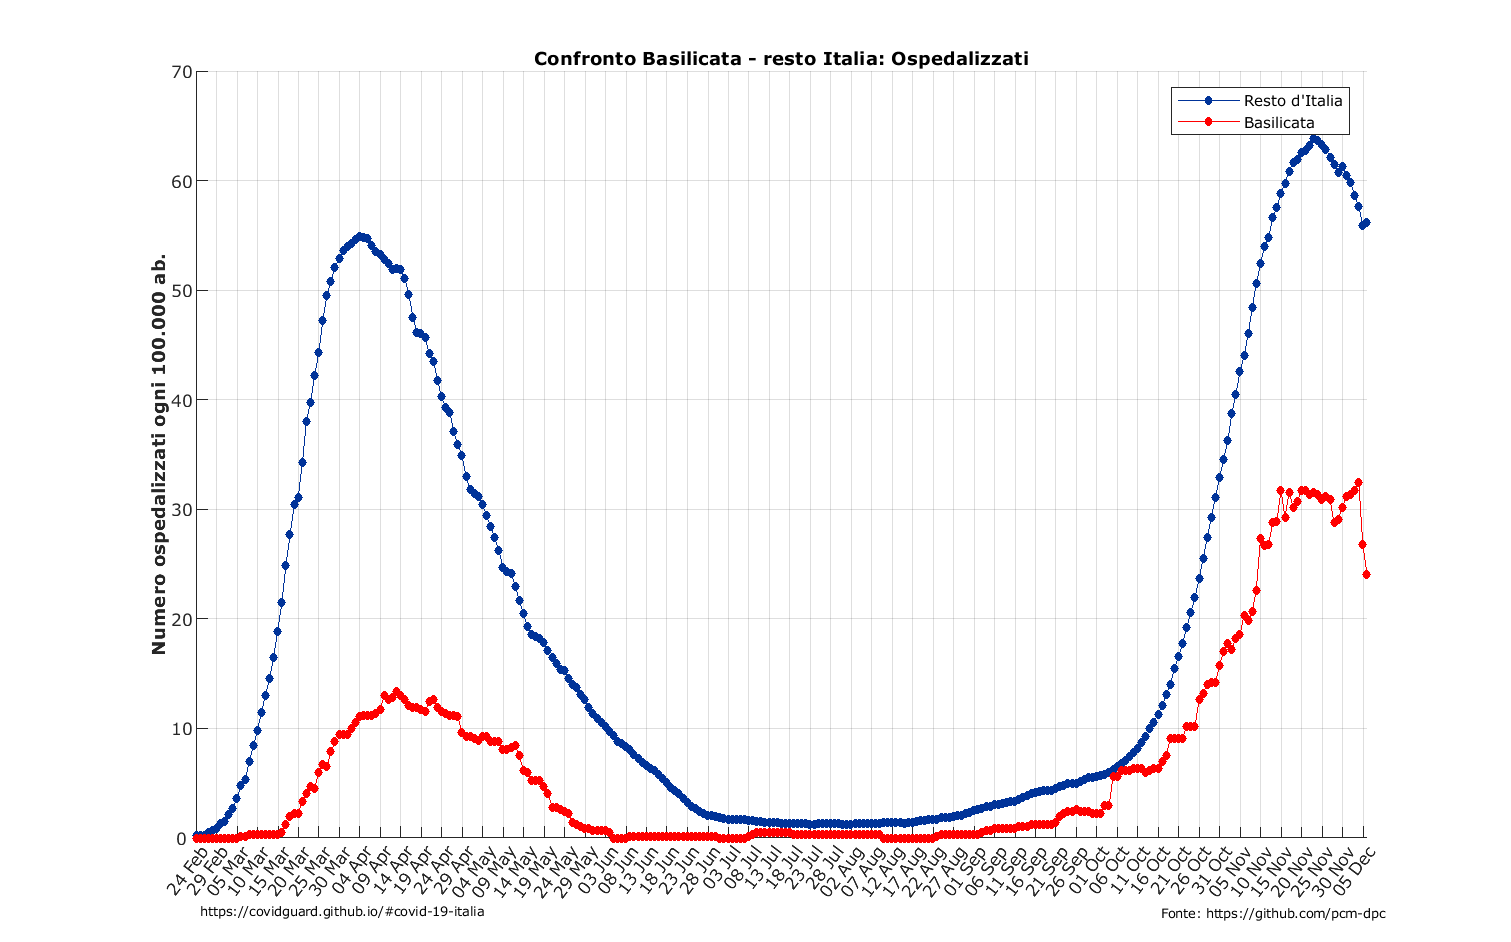 Confronto Basilicata - resto Italia: Ospedalizzati
Resto d'Italia
Basilicata
Numero ospedalizzati ogni 100.000 ab.
70
60
50
40
30
20
10
0
24 Feb
29 Feb
05 Mar
10 Mar
15 Mar
20 Mar
25 Mar
30 Mar
04 Apr
09 Apr
14 Apr
19 Apr
24 Apr
29 Apr
04 May
09 May
14 May
19 May
24 May
29 May
03 Jun
08 Jun
13 Jun
18 Jun
23 Jun
28 Jun
03 Jul
08 Jul
13 Jul
18 Jul
23 Jul
28 Jul
02 Aug
07 Aug
12 Aug
17 Aug
22 Aug
27 Aug
01 Sep
06 Sep
11 Sep
16 Sep
21 Sep
26 Sep
01 Oct
06 Oct
11 Oct
16 Oct
21 Oct
26 Oct
31 Oct
05 Nov
10 Nov
15 Nov
20 Nov
25 Nov
30 Nov
05 Dec
https://covidguard.github.io/#covid-19-italia
Fonte: https://github.com/pcm-dpc